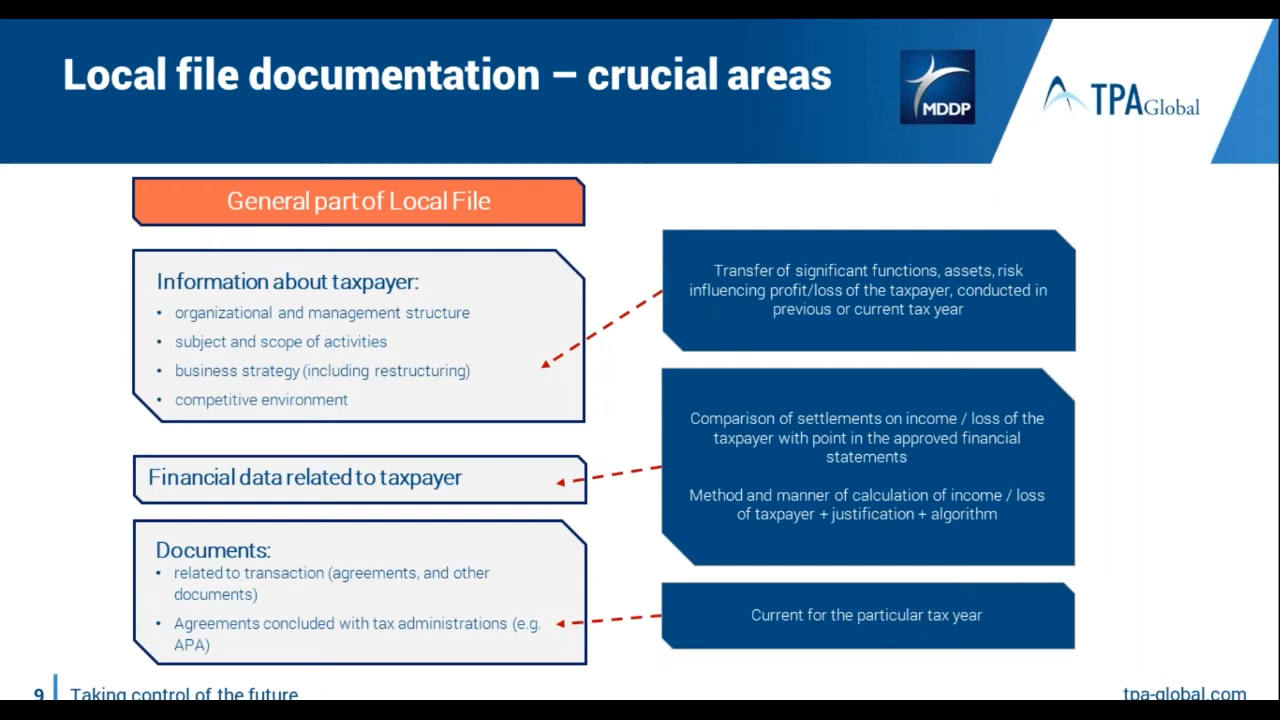 Local file documentation – crucial areas
MDDP
TPA Global
General part of Local File
Information about taxpayer:
• organizational and management structure
• subject and scope of activities
• business strategy (including restructuring)
• competitive environment
Transfer of significant functions, assets, risk
influencing profit/loss of the taxpayer, conducted in
previous or current tax year
Financial data related to taxpayer
Comparison of settlements on income / loss of the
taxpayer with point in the approved financial
statements
Method and manner of calculation of income / loss
of taxpayer + justification + algorithm
Documents:
• related to transaction (agreements, and other
documents)
• Agreements concluded with tax administrations (e.g.
APA)
Current for the particular tax year
9
Taking control of the future
tpa-global.com